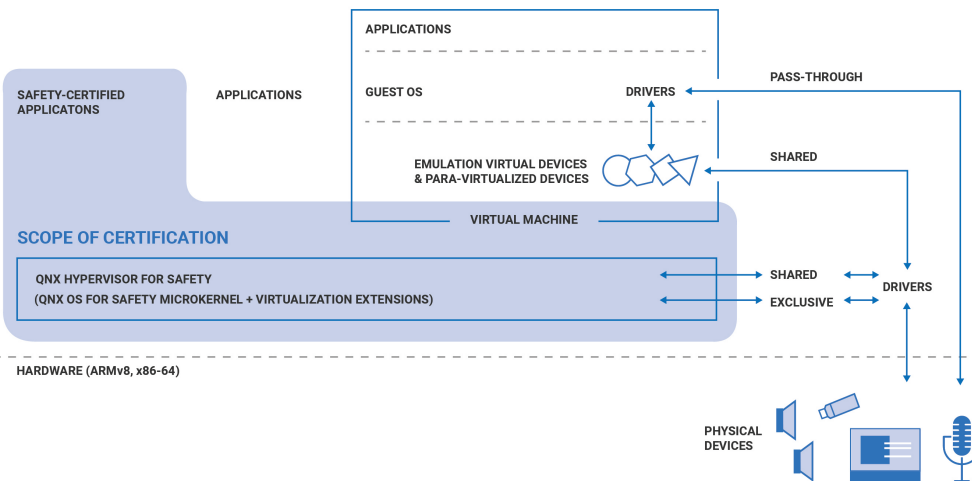 APPLICATIONS
SAFETY-CERTIFIED
APPLICATONS
APPLICATIONS
GUEST OS
DRIVERS
PASS-THROUGH
EMULATION VIRTUAL DEVICES
& PARA-VIRTUALIZED DEVICES
SHARED
VIRTUAL MACHINE
SCOPE OF CERTIFICATION
QNX HYPERVISOR FOR SAFETY
(QNX OS FOR SAFETY MICROKERNEL + VIRTUALIZATION EXTENSIONS)
SHARED
EXCLUSIVE
DRIVERS
HARDWARE (ARMv8, x86-64)
PHYSICAL
DEVICES